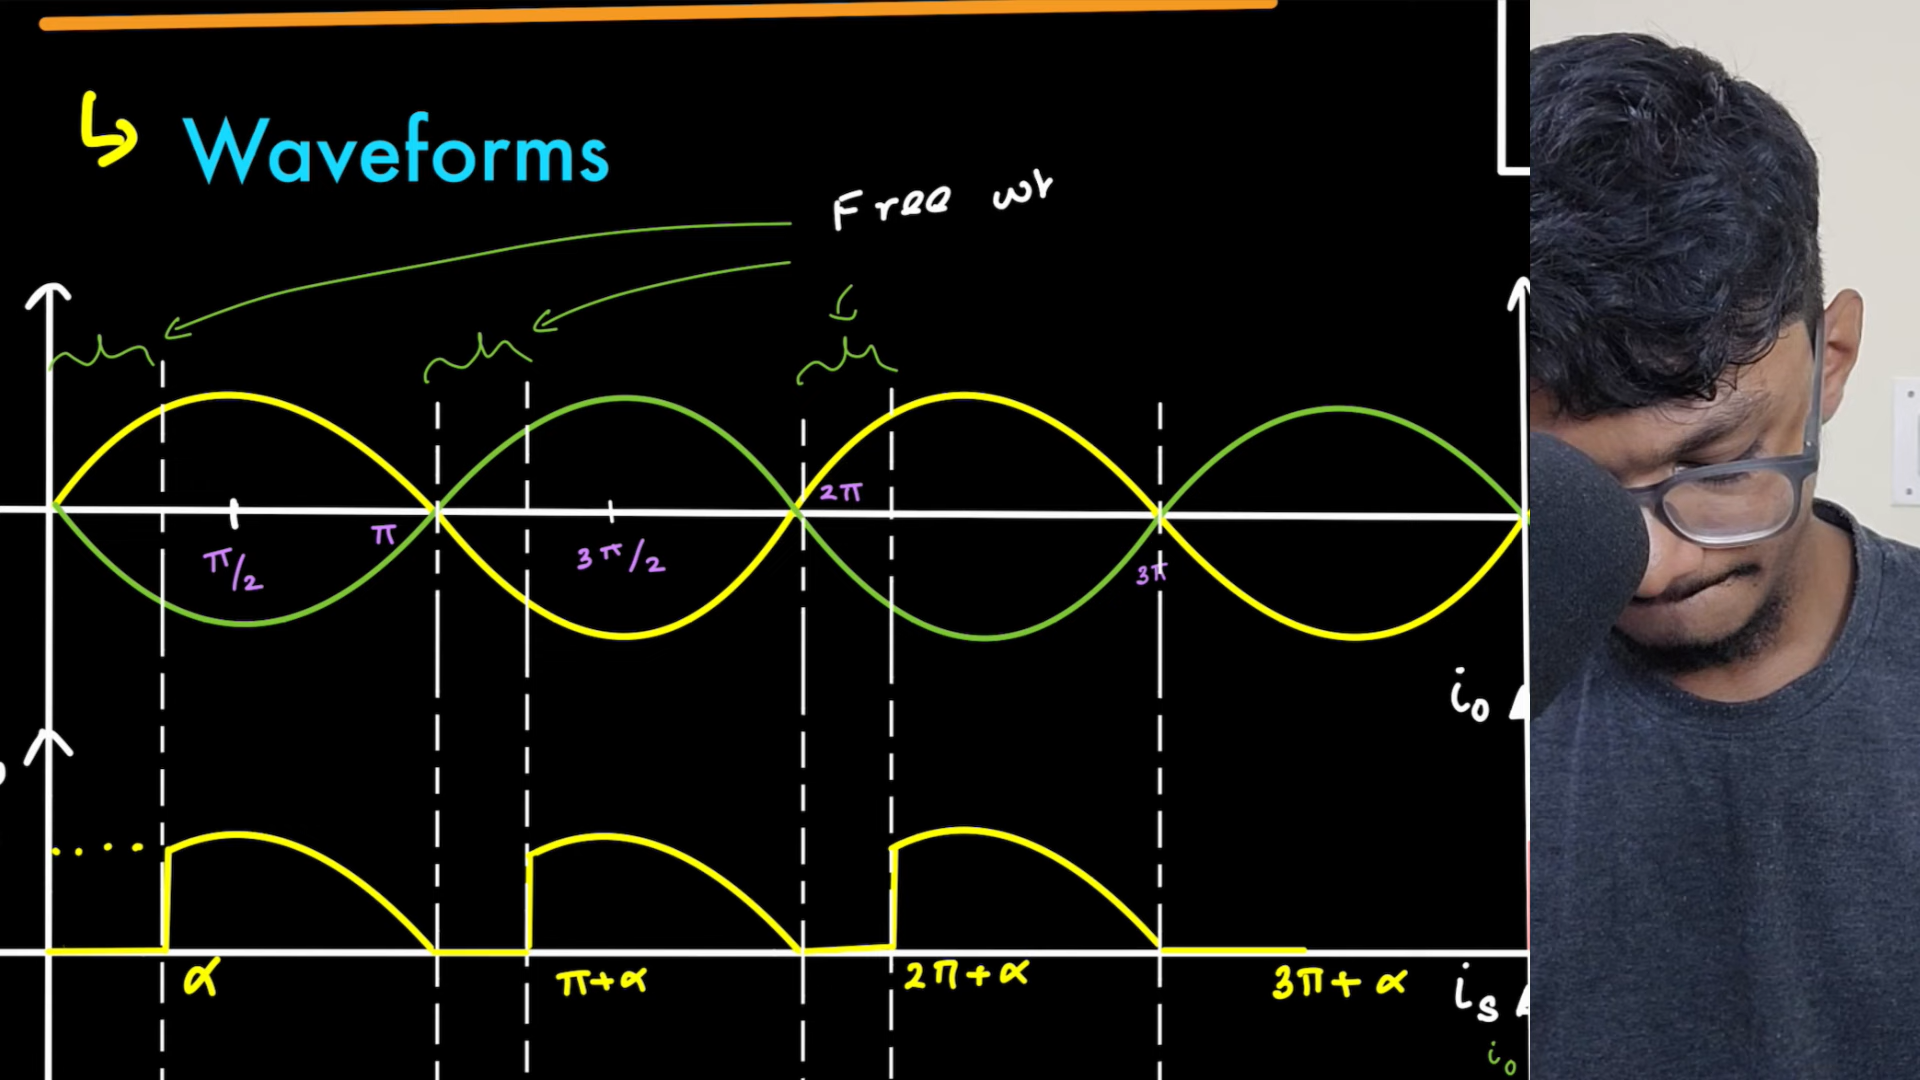 Waveforms
Free wh
2π
π
π/2
3π/2
3π
i₀
α
π+α
2π+α
3π+α
iₛ
i₀